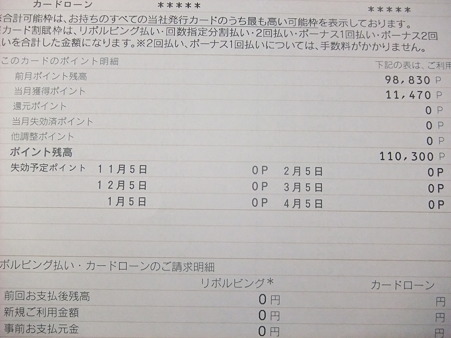 カードローン ***** *****
※合計可能枠は、お持ちのすべての当社発行カードのうち最も高い可能枠を表示しております。
※カード割賦枠は、リボルビング払い・回数指定分割払い・2回払い・ボーナス1回払い・ボーナス2回
払いを合計した金額になります。※2回払い、ボーナス1回払いについては、手数料がかかりません。
このカードのポイント明細 下記の表は、ご利
前月ポイント残高 98,830 P
当月獲得ポイント 11,470 P
還元ポイント 0 P
当月失効済ポイント 0 P
他調整ポイント 0 P
ポイント残高 110,300 P
失効予定ポイント 11月5日 0P 2月5日 0P
12月5日 0P 3月5日 0P
1月5日 0P 4月5日 0P
ボルビング払い・カードローンのご請求明細
リボルビング* カードローン
前回お支払後残高 0 円 円
新規ご利用金額 0 円 円
事前お支払元金 0 円 円